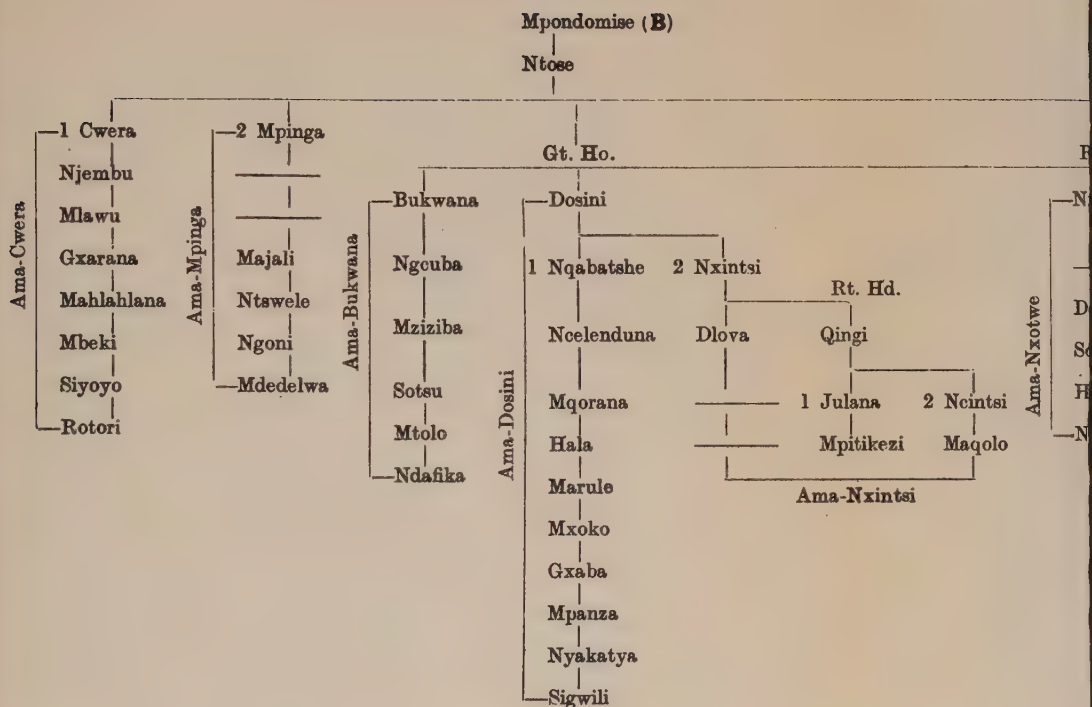 Mpondomise (B)
Ntose
1 Cwera
2 Mpinga
Gt. Ho.
Njembu
Bukwana
Dosini
Mlawu
Gxarana
Majali
Ngcuba
1 Nqabatshe
2 Nxintsi
Mahlahlana
Ntswele
Rt. Hd.
Mbeki
Ngoni
Mziziba
Ncelenduna
Dlova
Qingi
Siyoyo
Mdedelwa
Sotsu
Mqorana
1 Julana
2 Ncintsi
Rotori
Mtolo
Hala
Mpitikezi
Maqolo
Ndafika
Marule
Ama-Nxintsi
Mxoko
Gxaba
Mpanza
Nyakatya
Sigwili
Ama-Cwera
Ama-Mpinga
Ama-Bukwana
Ama-Dosini
Ama-Nxotwe